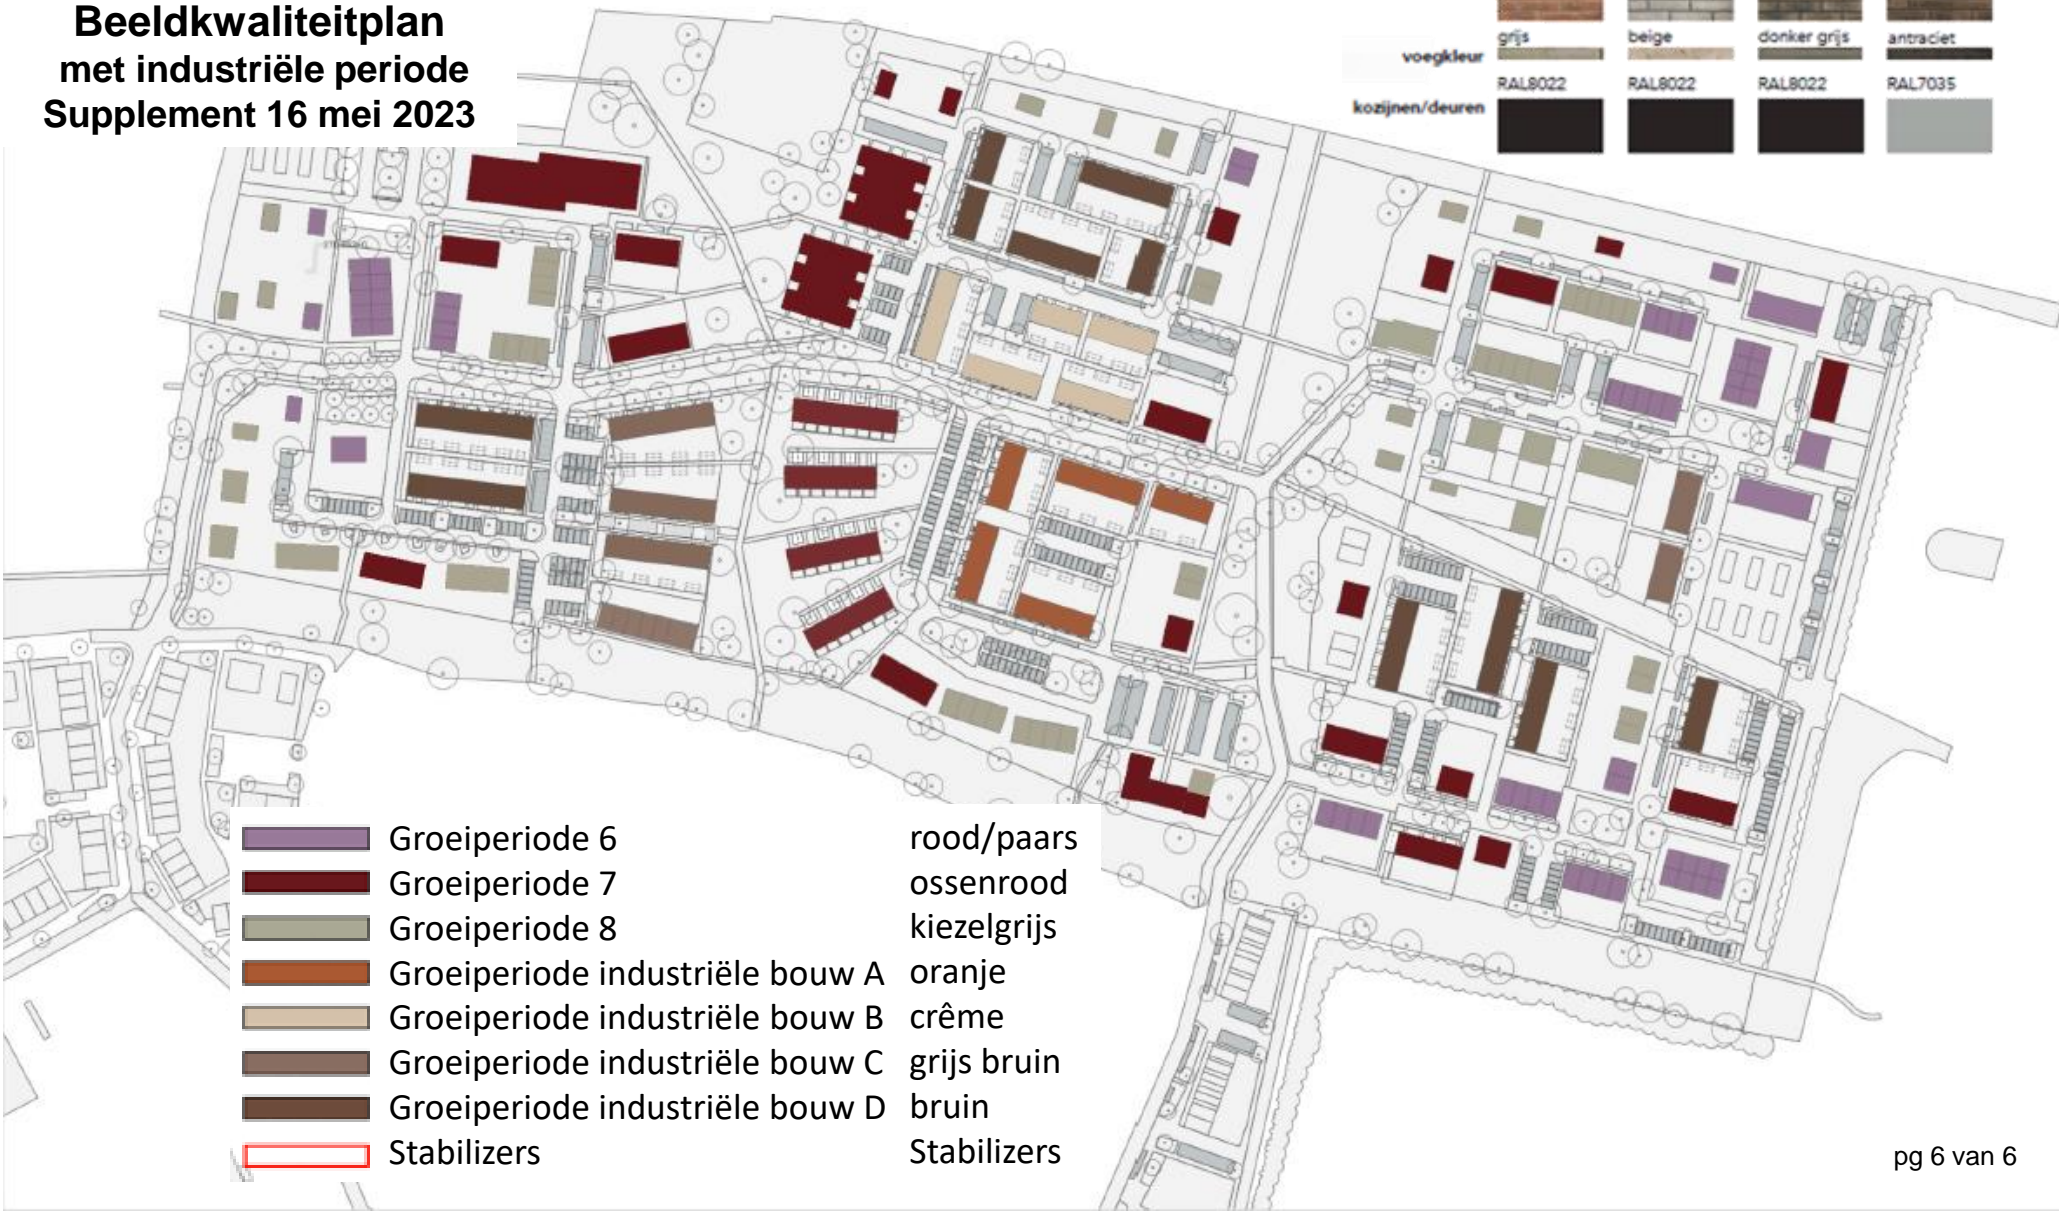 Beeldkwaliteitplan
met industriële periode
Supplement 16 mei 2023
grijs beige donker grijs antraciet
voegkleur
RAL8022 RAL8022 RAL8022 RAL7035
kozijnen/deuren
Groeiperiode 6 rood/paars
Groeiperiode 7 ossenrood
Groeiperiode 8 kiezelgrijs
Groeiperiode industriële bouw A oranje
Groeiperiode industriële bouw B crême
Groeiperiode industriële bouw C grijs bruin
Groeiperiode industriële bouw D bruin
Stabilizers Stabilizers
pg 6 van 6